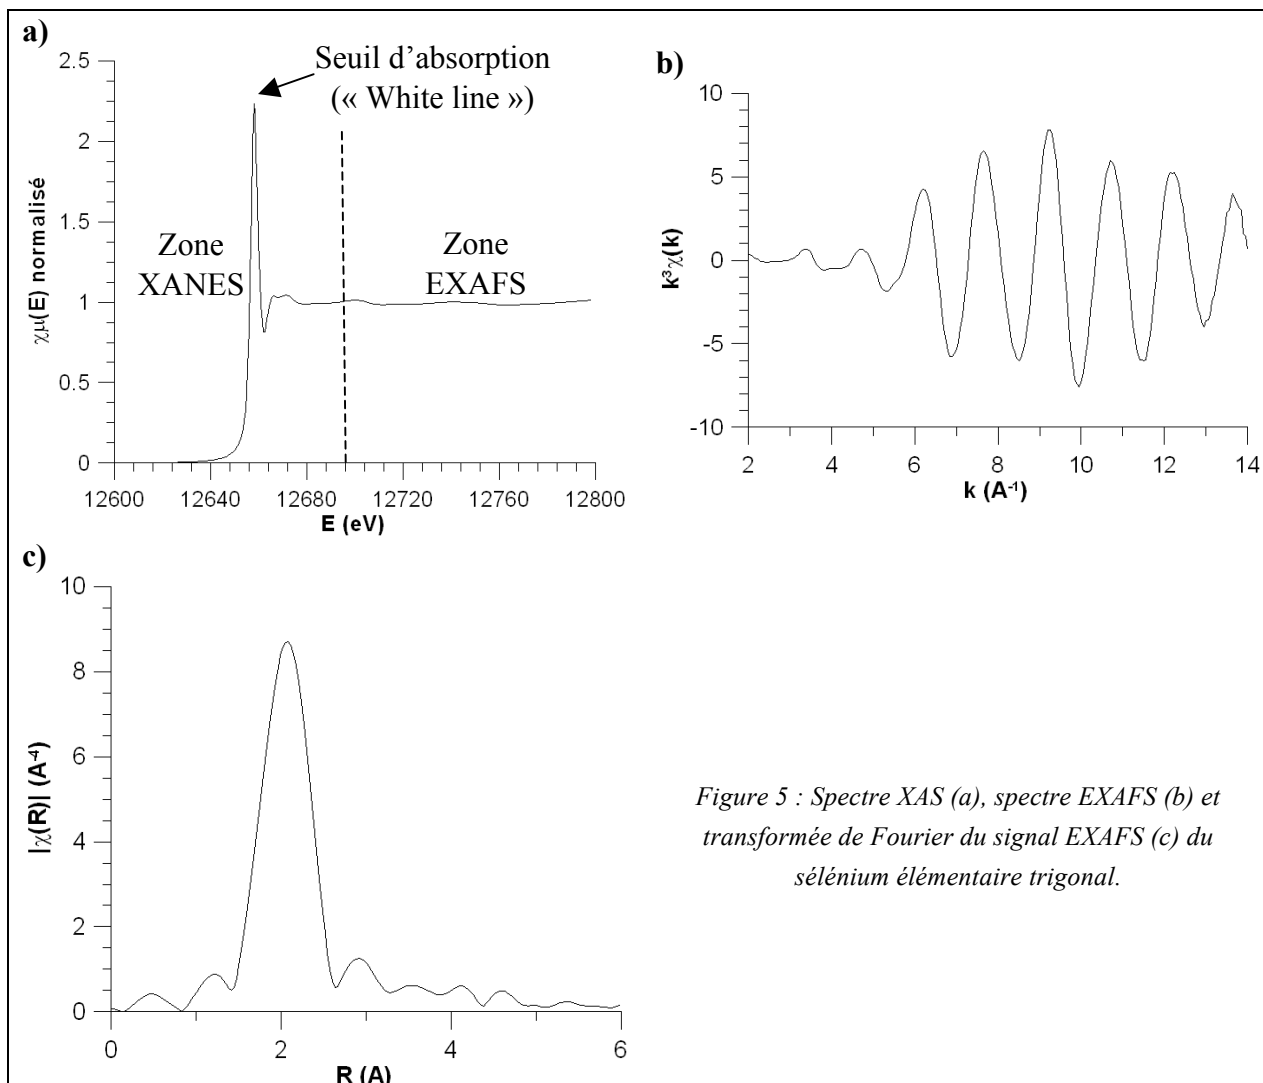 a)
Seuil d’absorption
(« White line »)
2.5
2
1.5
1
0.5
0
χμ(E) normalisé
Zone
XANES
Zone
EXAFS
12600
12640
12680
12720
12760
12800
E (eV)
b)
10
5
0
-5
-10
k³χ(k)
2
4
6
8
10
12
14
k (A⁻¹)
c)
10
8
6
4
2
0
|χ(R)| (A⁻⁴)
0
2
4
6
R (A)
Figure 5 : Spectre XAS (a), spectre EXAFS (b) et
transformée de Fourier du signal EXAFS (c) du
sélénium élémentaire trigonal.